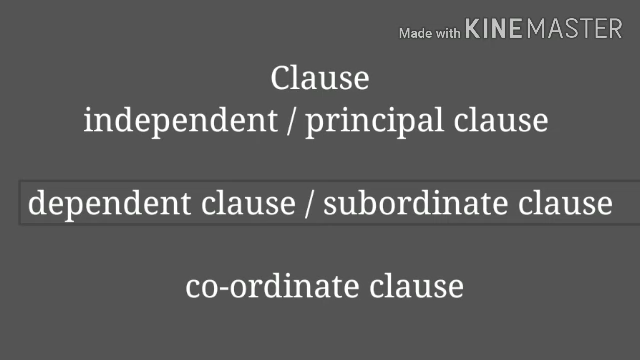 Made with KINEMASTER
Clause
independent / principal clause
dependent clause / subordinate clause
co-ordinate clause